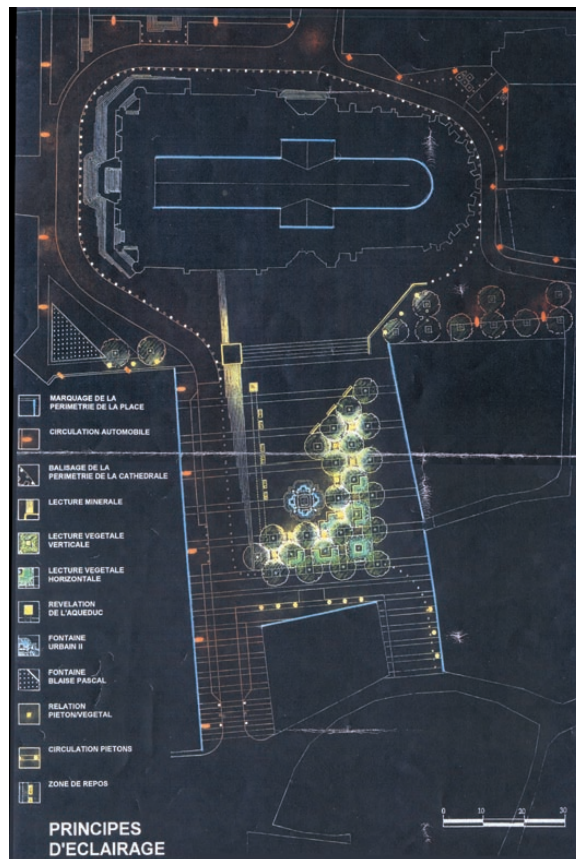 MARQUAGE DE LA
PERIMETRIE DE LA PLACE
CIRCULATION AUTOMOBILE
BALISAGE DE LA
PERIMETRIE DE LA CATHEDRALE
LECTURE MINERALE
LECTURE VEGETALE
VERTICALE
LECTURE VEGETALE
HORIZONTALE
REVELATION
DE L'AQUEDUC
FONTAINE
URBAIN II
FONTAINE
BLAISE PASCAL
RELATION
PIETON/VEGETAL
CIRCULATION PIETONS
ZONE DE REPOS
PRINCIPES
D'ECLAIRAGE
0 10 20 30